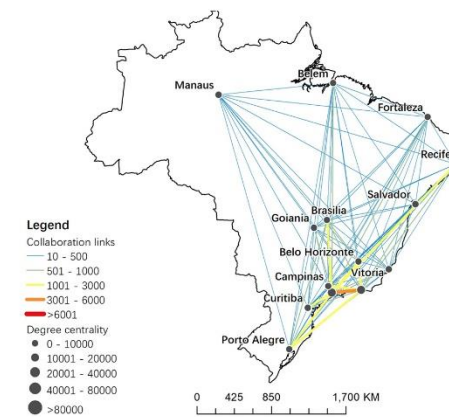 Manaus
Belem
Fortaleza
Recife
Salvador
Goiania
Brasilia
Belo Horizonte
Vitoria
Campinas
Curitiba
Porto Alegre
Legend
Collaboration links
10 - 500
501 - 1000
1001 - 3000
3001 - 6000
>6001
Degree centrality
0 - 10000
10001 - 20000
20001 - 40000
40001 - 80000
>80000
0 425 850 1,700 KM